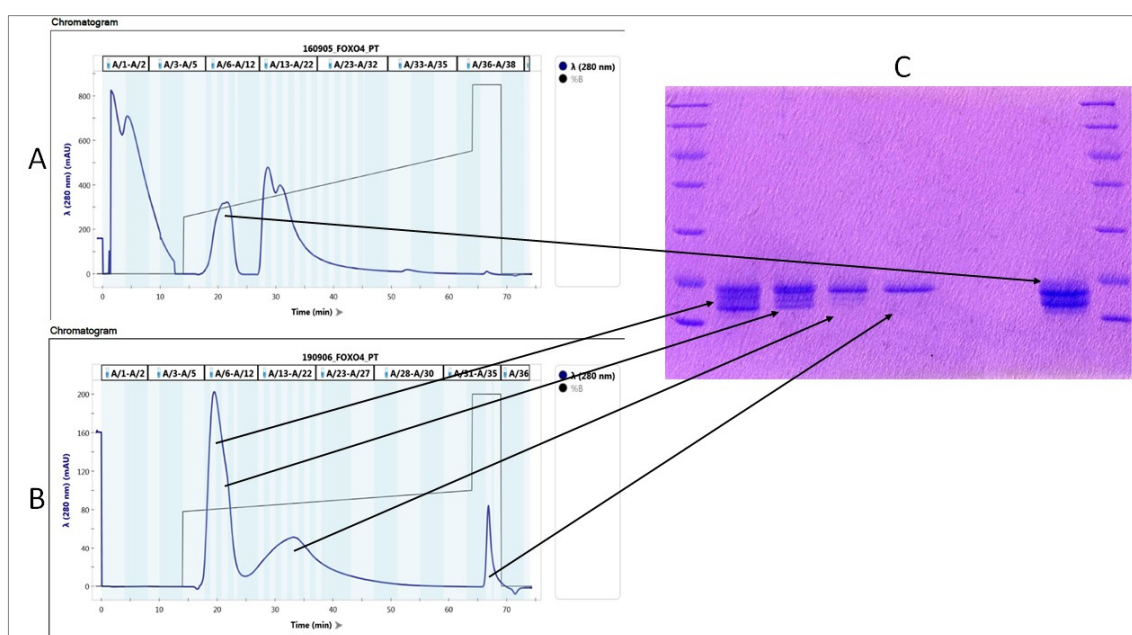 Chromatogram
160905_FOXO4_PT
A/1-A/2 A/3-A/5 A/6-A/12 A/13-A/22 A/23-A/32 A/33-A/35 A/36-A/38
λ (280 nm)
%B
A
λ (280 nm) (mAU)
800
600
400
200
0
0 10 20 30 40 50 60 70
Time (min)
C
Chromatogram
190906_FOXO4_PT
A/1-A/2 A/3-A/5 A/6-A/12 A/13-A/22 A/23-A/27 A/28-A/30 A/31-A/35 A/36
λ (280 nm)
%B
B
λ (280 nm) (mAU)
200
160
120
80
40
0
0 10 20 30 40 50 60 70
Time (min)